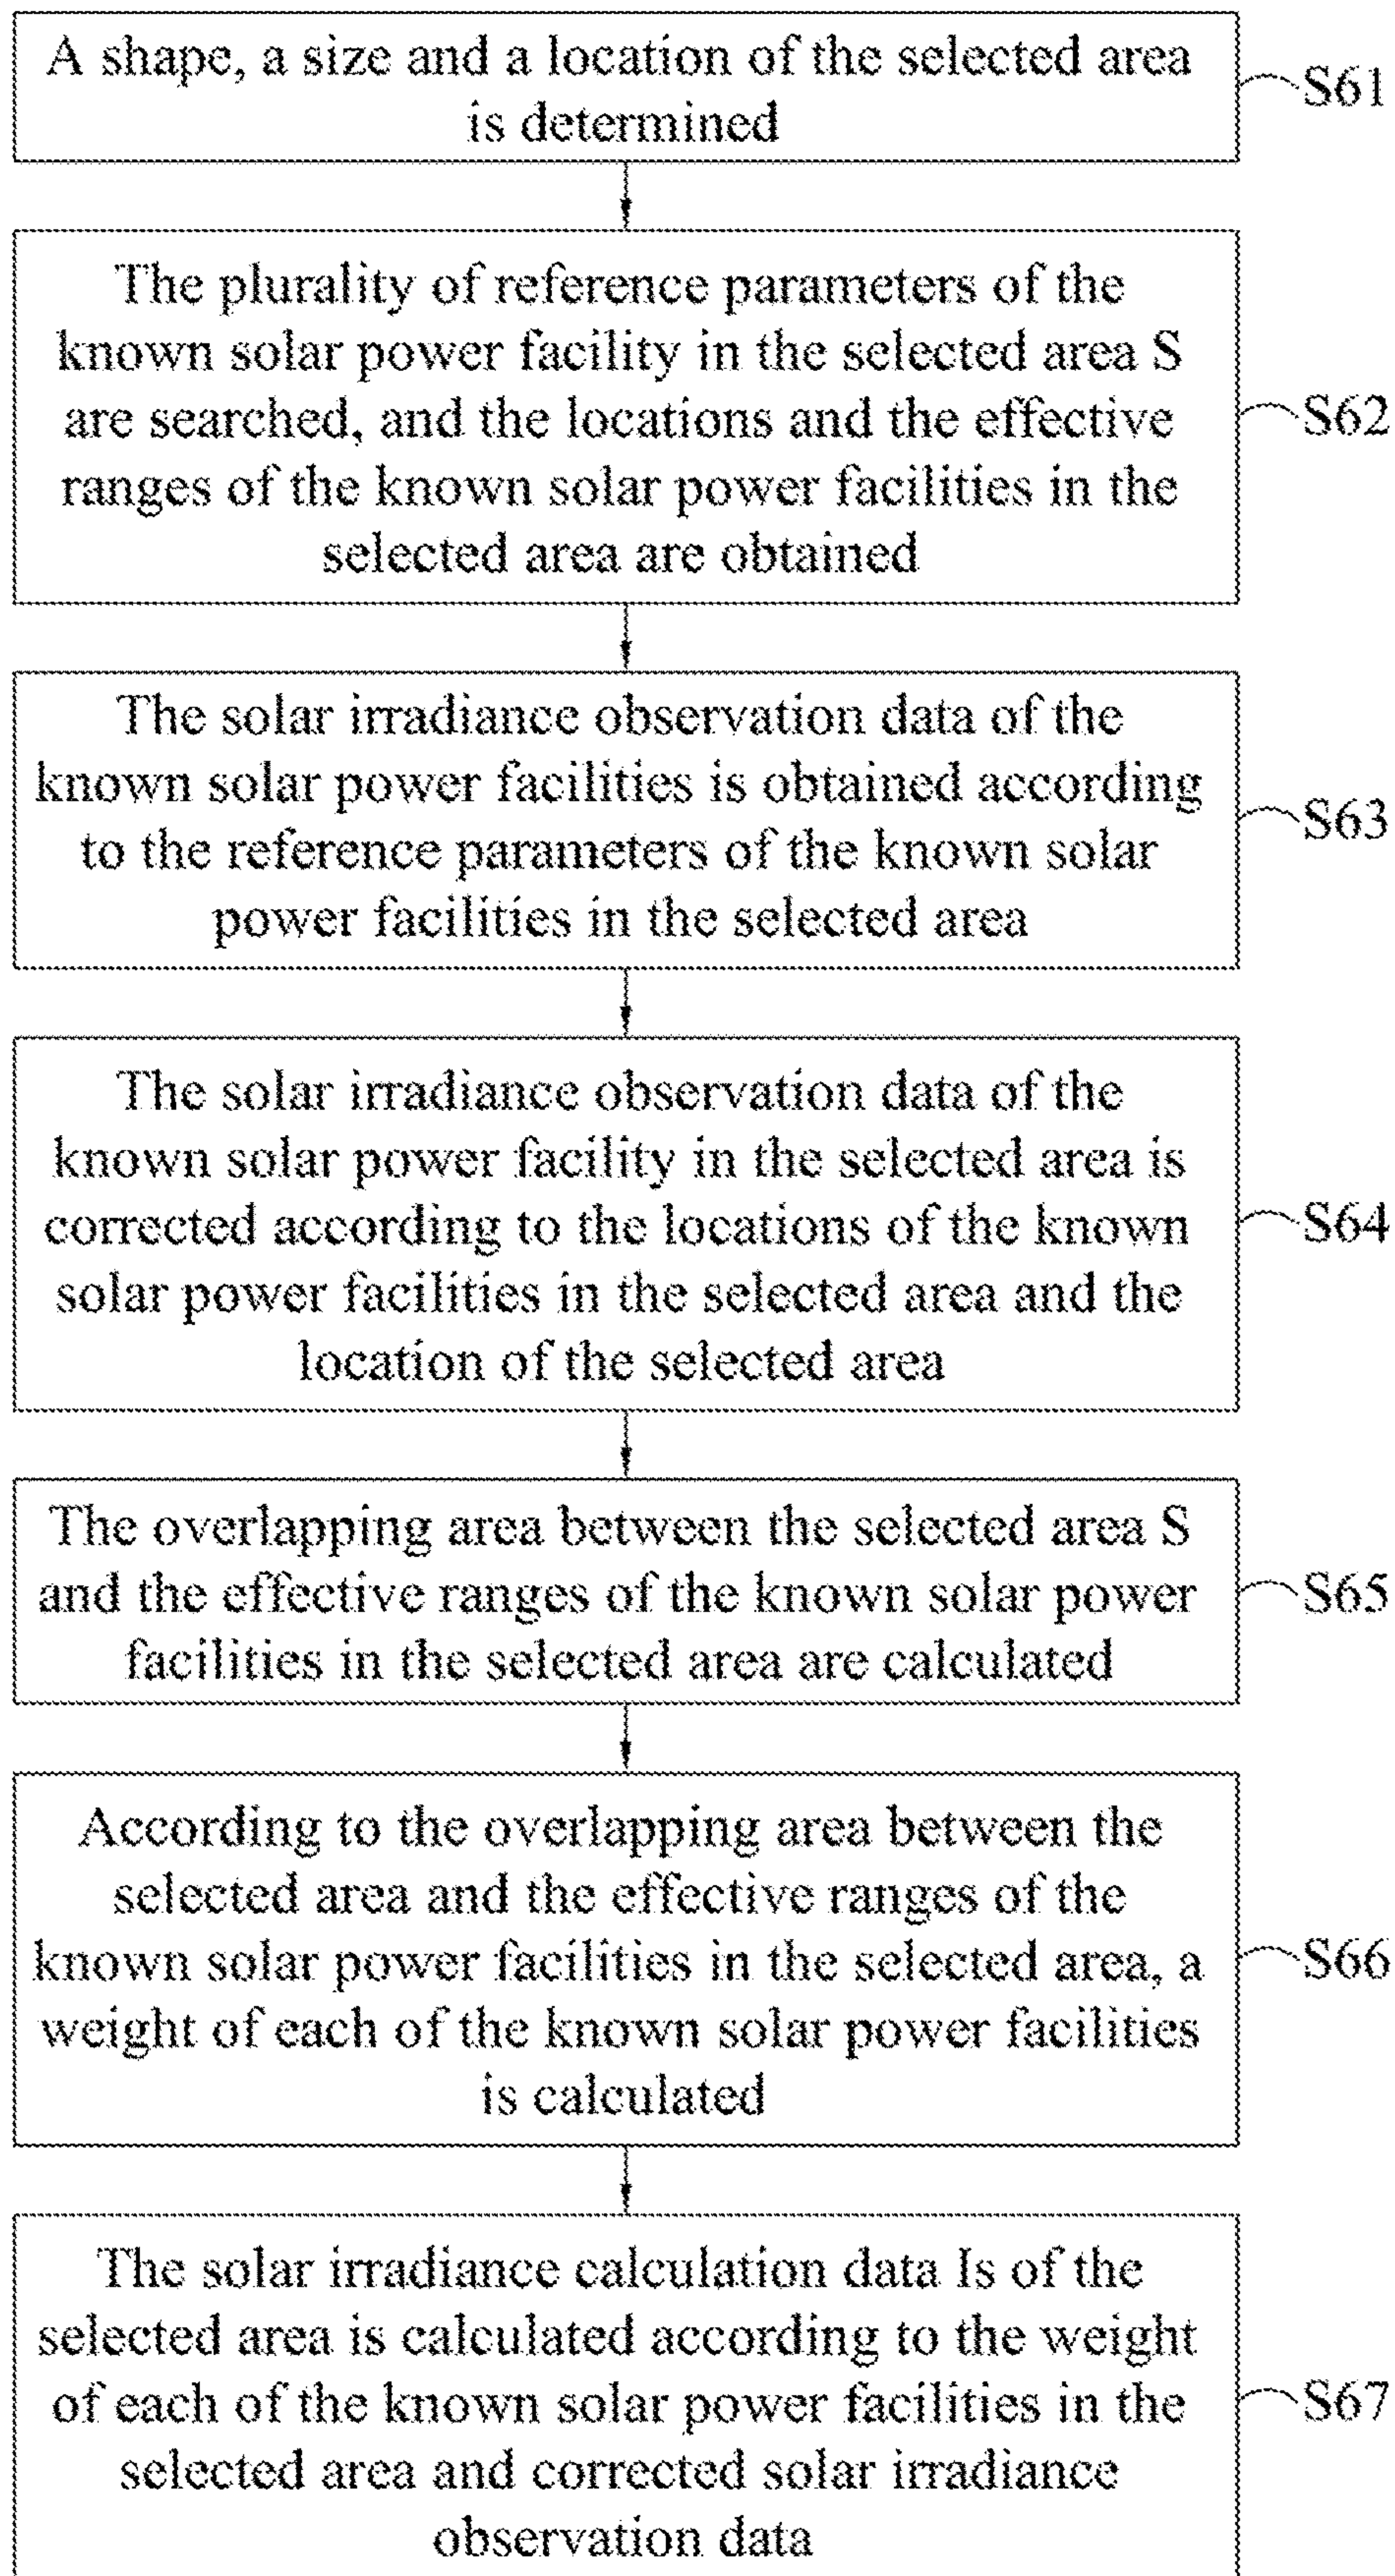 A shape, a size and a location of the selected area
is determined
S61
The plurality of reference parameters of the
known solar power facility in the selected area S
are searched, and the locations and the effective
ranges of the known solar power facilities in the
selected area are obtained
S62
The solar irradiance observation data of the
known solar power facilities is obtained according
to the reference parameters of the known solar
power facilities in the selected area
S63
The solar irradiance observation data of the
known solar power facility in the selected area is
corrected according to the locations of the known
solar power facilities in the selected area and the
location of the selected area
S64
The overlapping area between the selected area S
and the effective ranges of the known solar power
facilities in the selected area are calculated
S65
According to the overlapping area between the
selected area and the effective ranges of the
known solar power facilities in the selected area, a
weight of each of the known solar power facilities
is calculated
S66
The solar irradiance calculation data Is of the
selected area is calculated according to the weight
of each of the known solar power facilities in the
selected area and corrected solar irradiance
observation data
S67